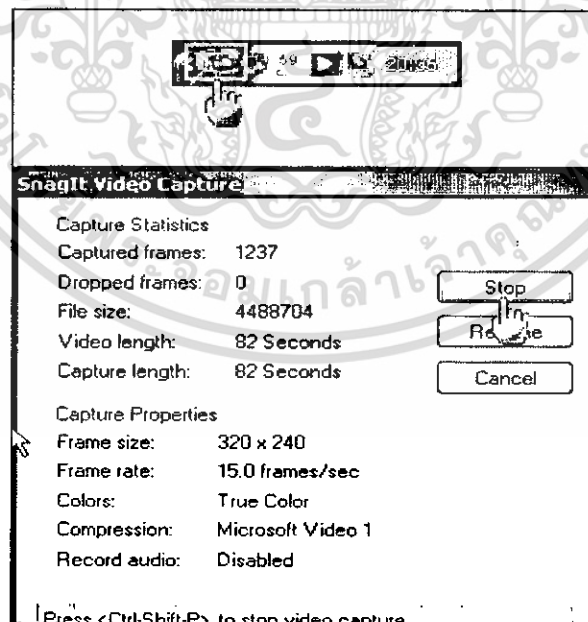 SnagIt Video Capture
Capture Statistics
Captured frames: 1237
Dropped frames: 0
File size: 4488704
Video length: 82 Seconds
Capture length: 82 Seconds
Stop
Cancel
Capture Properties
Frame size: 320 x 240
Frame rate: 15.0 frames/sec
Colors: True Color
Compression: Microsoft Video 1
Record audio: Disabled
Press <Ctrl-Shift-P> to stop video capture